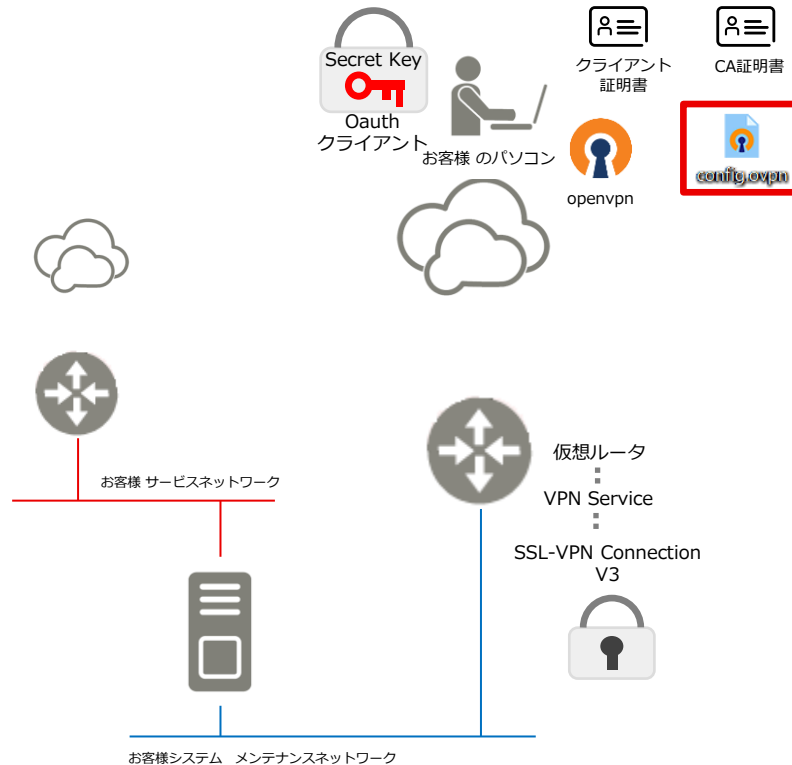 Secret Key
Oauth
クライアント
お客様 のパソコン
クライアント
証明書
CA証明書
openvpn
config.ovpn
仮想ルータ
VPN Service
SSL-VPN Connection
V3
お客様 サービスネットワーク
お客様システム　メンテナンスネットワーク